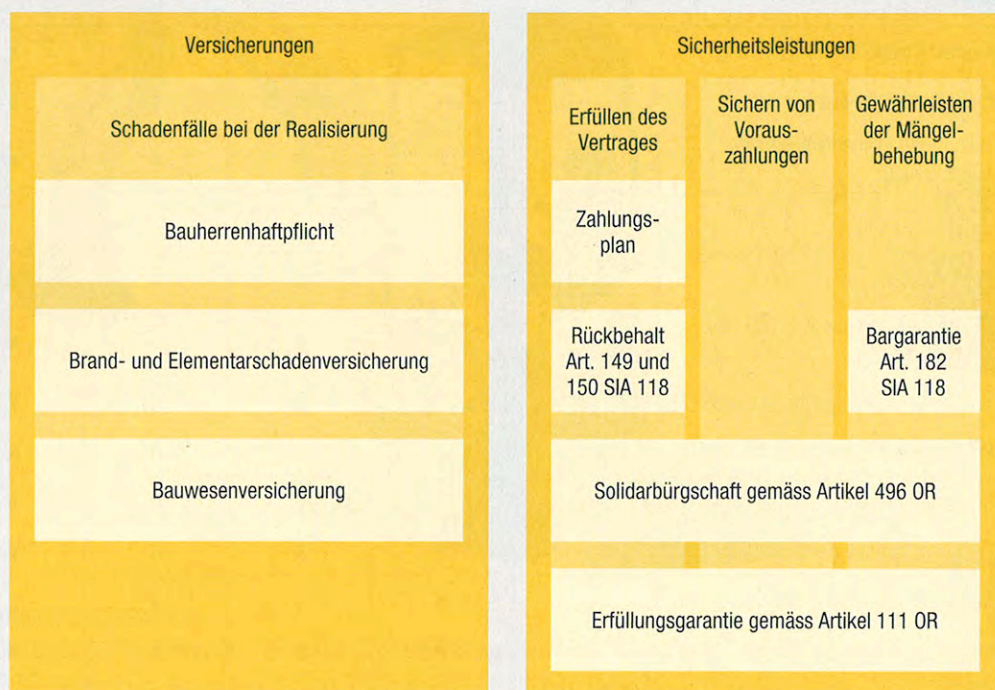 Versicherungen
Schadenfälle bei der Realisierung
Bauherrenhaftpflicht
Brand- und Elementarschadenversicherung
Bauwesenversicherung
Sicherheitsleistungen
Erfüllen des
Vertrages
Sichern von
Voraus-
zahlungen
Gewährleisten
der Mängel-
behebung
Zahlungs-
plan
Rückbehalt
Art. 149 und
150 SIA 118
Bargarantie
Art. 182
SIA 118
Solidarbürgschaft gemäss Artikel 496 OR
Erfüllungsgarantie gemäss Artikel 111 OR